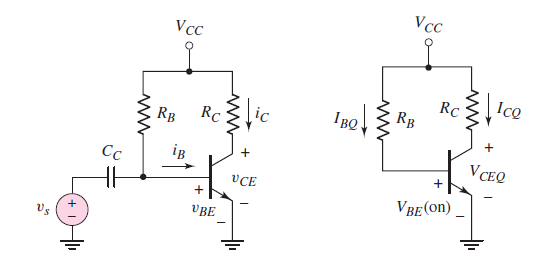 V_CC
R_B
R_C
i_C
C_C
i_B
+
v_CE
−
+
v_BE
−
v_s
+
−
V_CC
I_BQ
R_B
R_C
I_CQ
+
V_CEQ
−
+
V_BE(on)
−